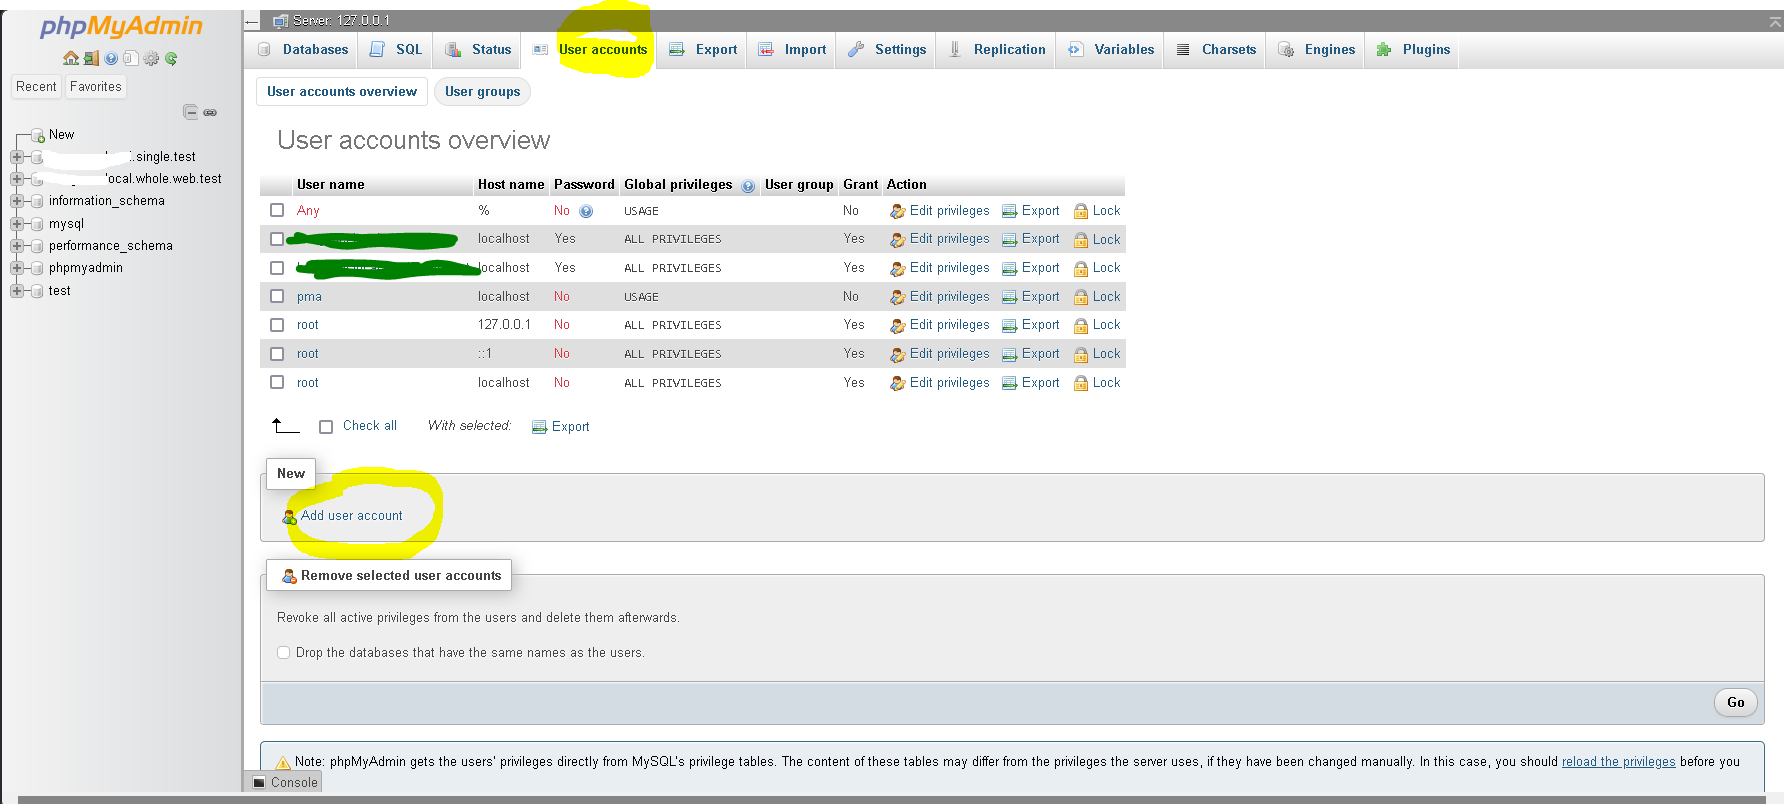 phpMyAdmin
Recent Favorites
New
.single.test
ocal.whole.web.test
information_schema
mysql
performance_schema
phpmyadmin
test
Server: 127.0.0.1
Databases SQL Status User accounts Export Import Settings Replication Variables Charsets Engines Plugins
User accounts overview User groups
User accounts overview
User name Host name Password Global privileges User group Grant Action
Any % No USAGE No Edit privileges Export Lock
localhost Yes ALL PRIVILEGES Yes Edit privileges Export Lock
localhost Yes ALL PRIVILEGES Yes Edit privileges Export Lock
pma localhost No USAGE No Edit privileges Export Lock
root 127.0.0.1 No ALL PRIVILEGES Yes Edit privileges Export Lock
root ::1 No ALL PRIVILEGES Yes Edit privileges Export Lock
root localhost No ALL PRIVILEGES Yes Edit privileges Export Lock
Check all With selected: Export
New
Add user account
Remove selected user accounts
Revoke all active privileges from the users and delete them afterwards.
Drop the databases that have the same names as the users.
Go
Note: phpMyAdmin gets the users' privileges directly from MySQL's privilege tables. The content of these tables may differ from the privileges the server uses, if they have been changed manually. In this case, you should reload the privileges before you
Console